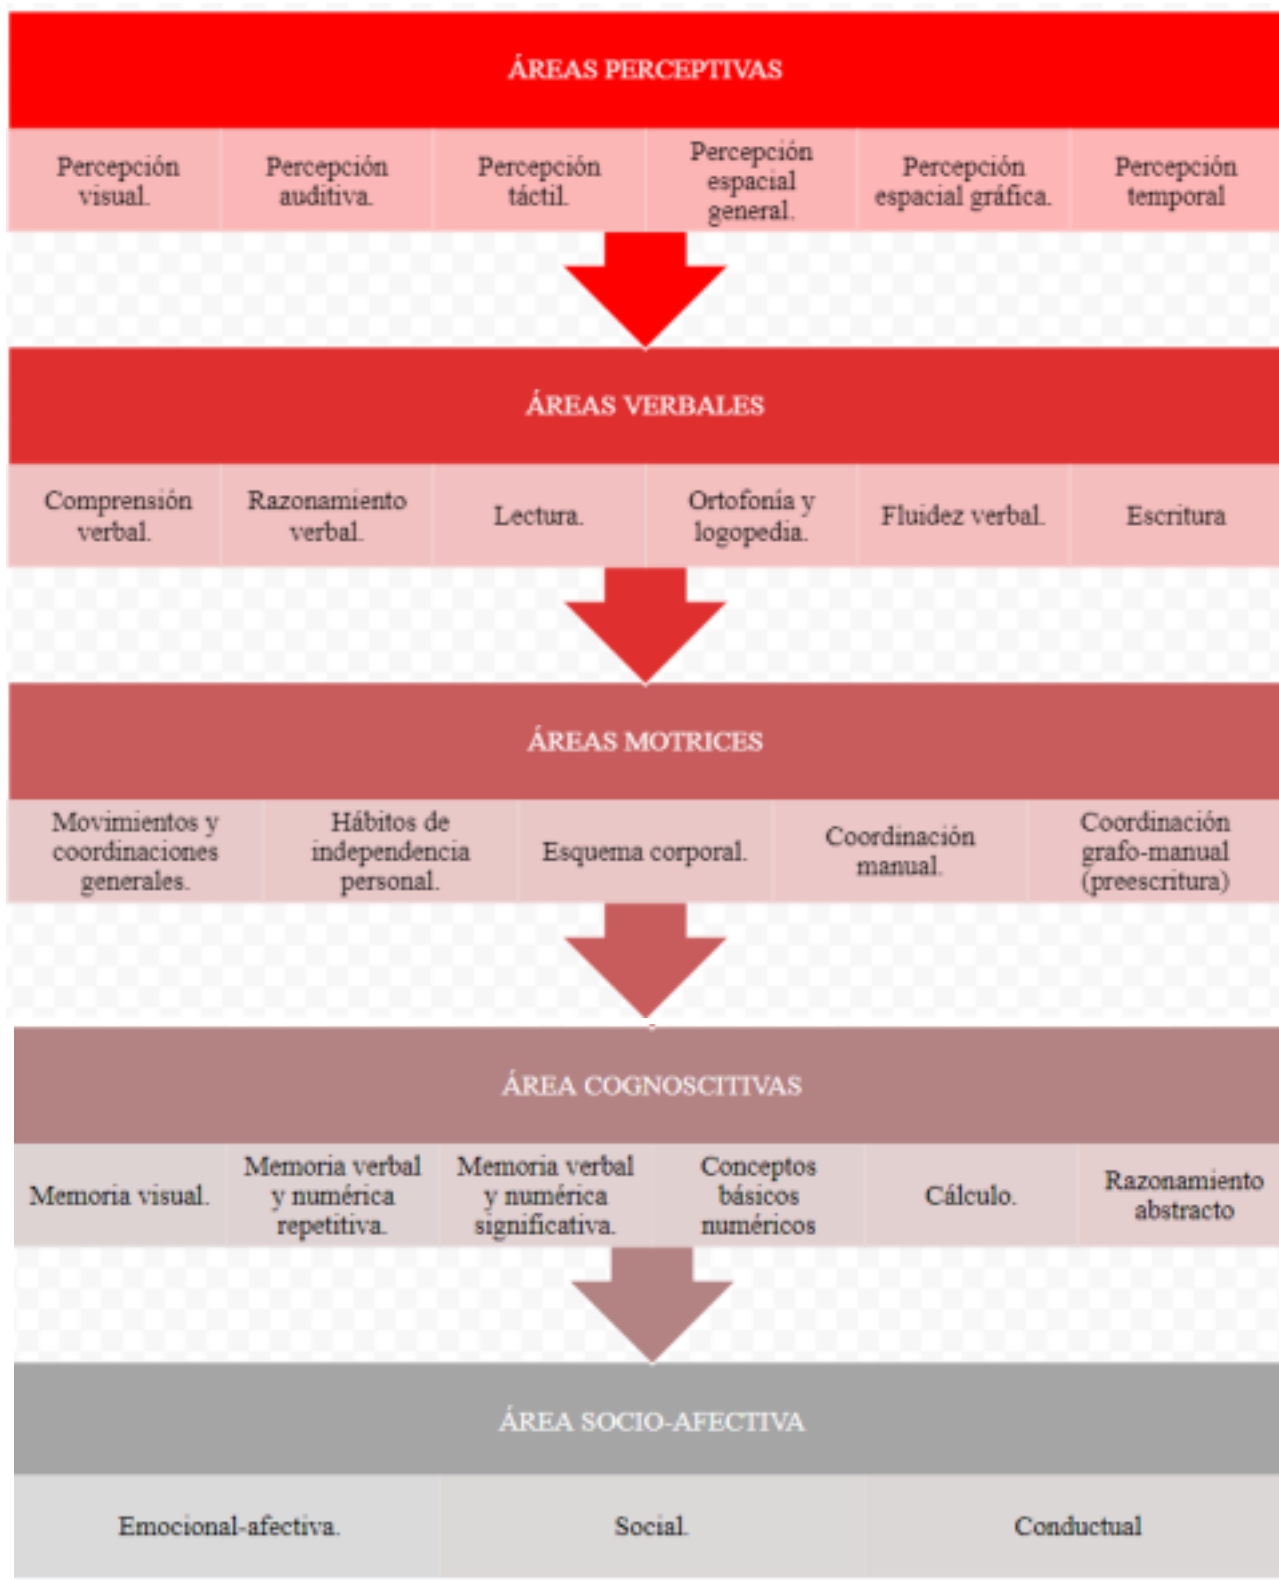 ÁREAS PERCEPTIVAS
Percepción
visual.
Percepción
auditiva.
Percepción
táctil.
Percepción
espacial
general.
Percepción
espacial gráfica.
Percepción
temporal
ÁREAS VERBALES
Comprensión
verbal.
Razonamiento
verbal.
Lectura.
Ortofonía y
logopedia.
Fluidez verbal.
Escritura
ÁREAS MOTRICES
Movimientos y
coordinaciones
generales.
Hábitos de
independencia
personal.
Esquema corporal.
Coordinación
manual.
Coordinación
grafo-manual
(preescritura)
ÁREA COGNOSCITIVAS
Memoria visual.
Memoria verbal
y numérica
repetitiva.
Memoria verbal
y numérica
significativa.
Conceptos
básicos
numéricos
Cálculo.
Razonamiento
abstracto
ÁREA SOCIO-AFECTIVA
Emocional-afectiva.
Social.
Conductual